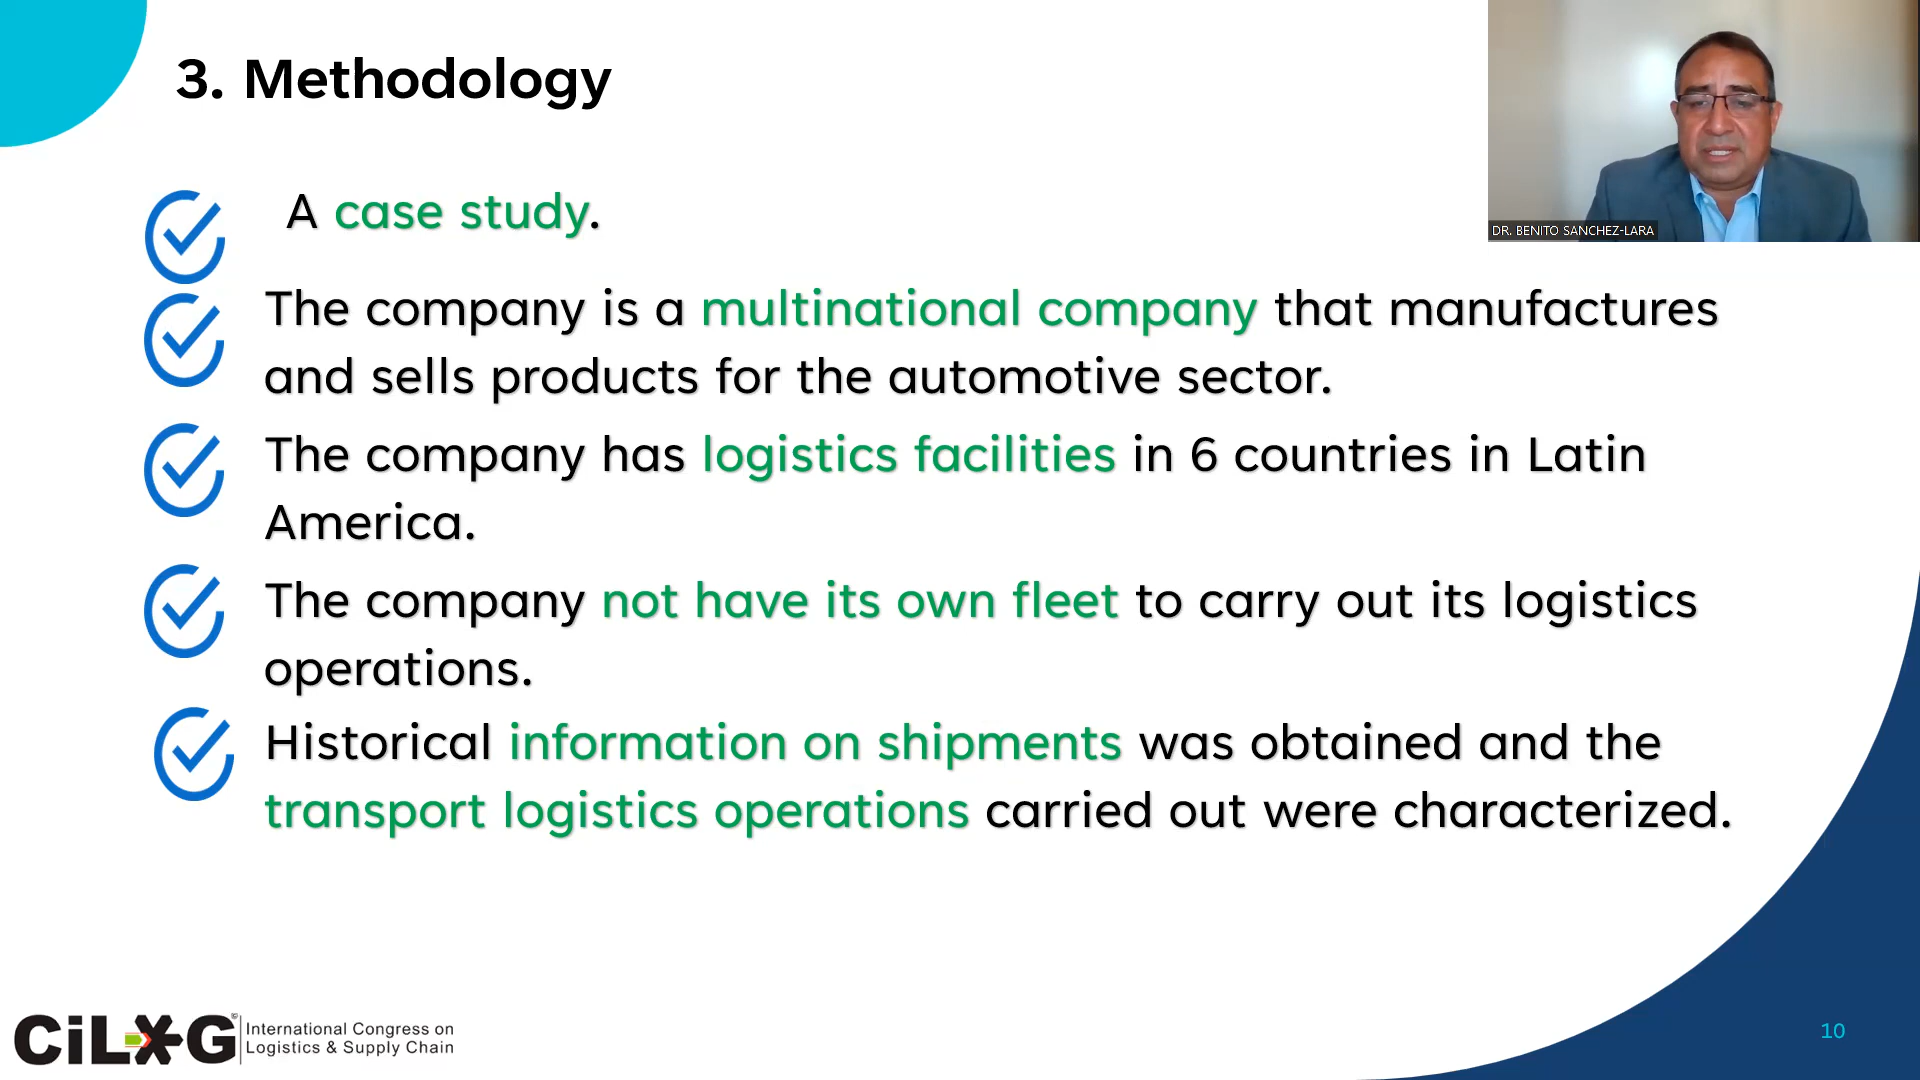 3. Methodology
DR. BENITO SANCHEZ-LARA
A case study.
The company is a multinational company that manufactures
and sells products for the automotive sector.
The company has logistics facilities in 6 countries in Latin
America.
The company not have its own fleet to carry out its logistics
operations.
Historical information on shipments was obtained and the
transport logistics operations carried out were characterized.
CiLOG
International Congress on
Logistics & Supply Chain
10